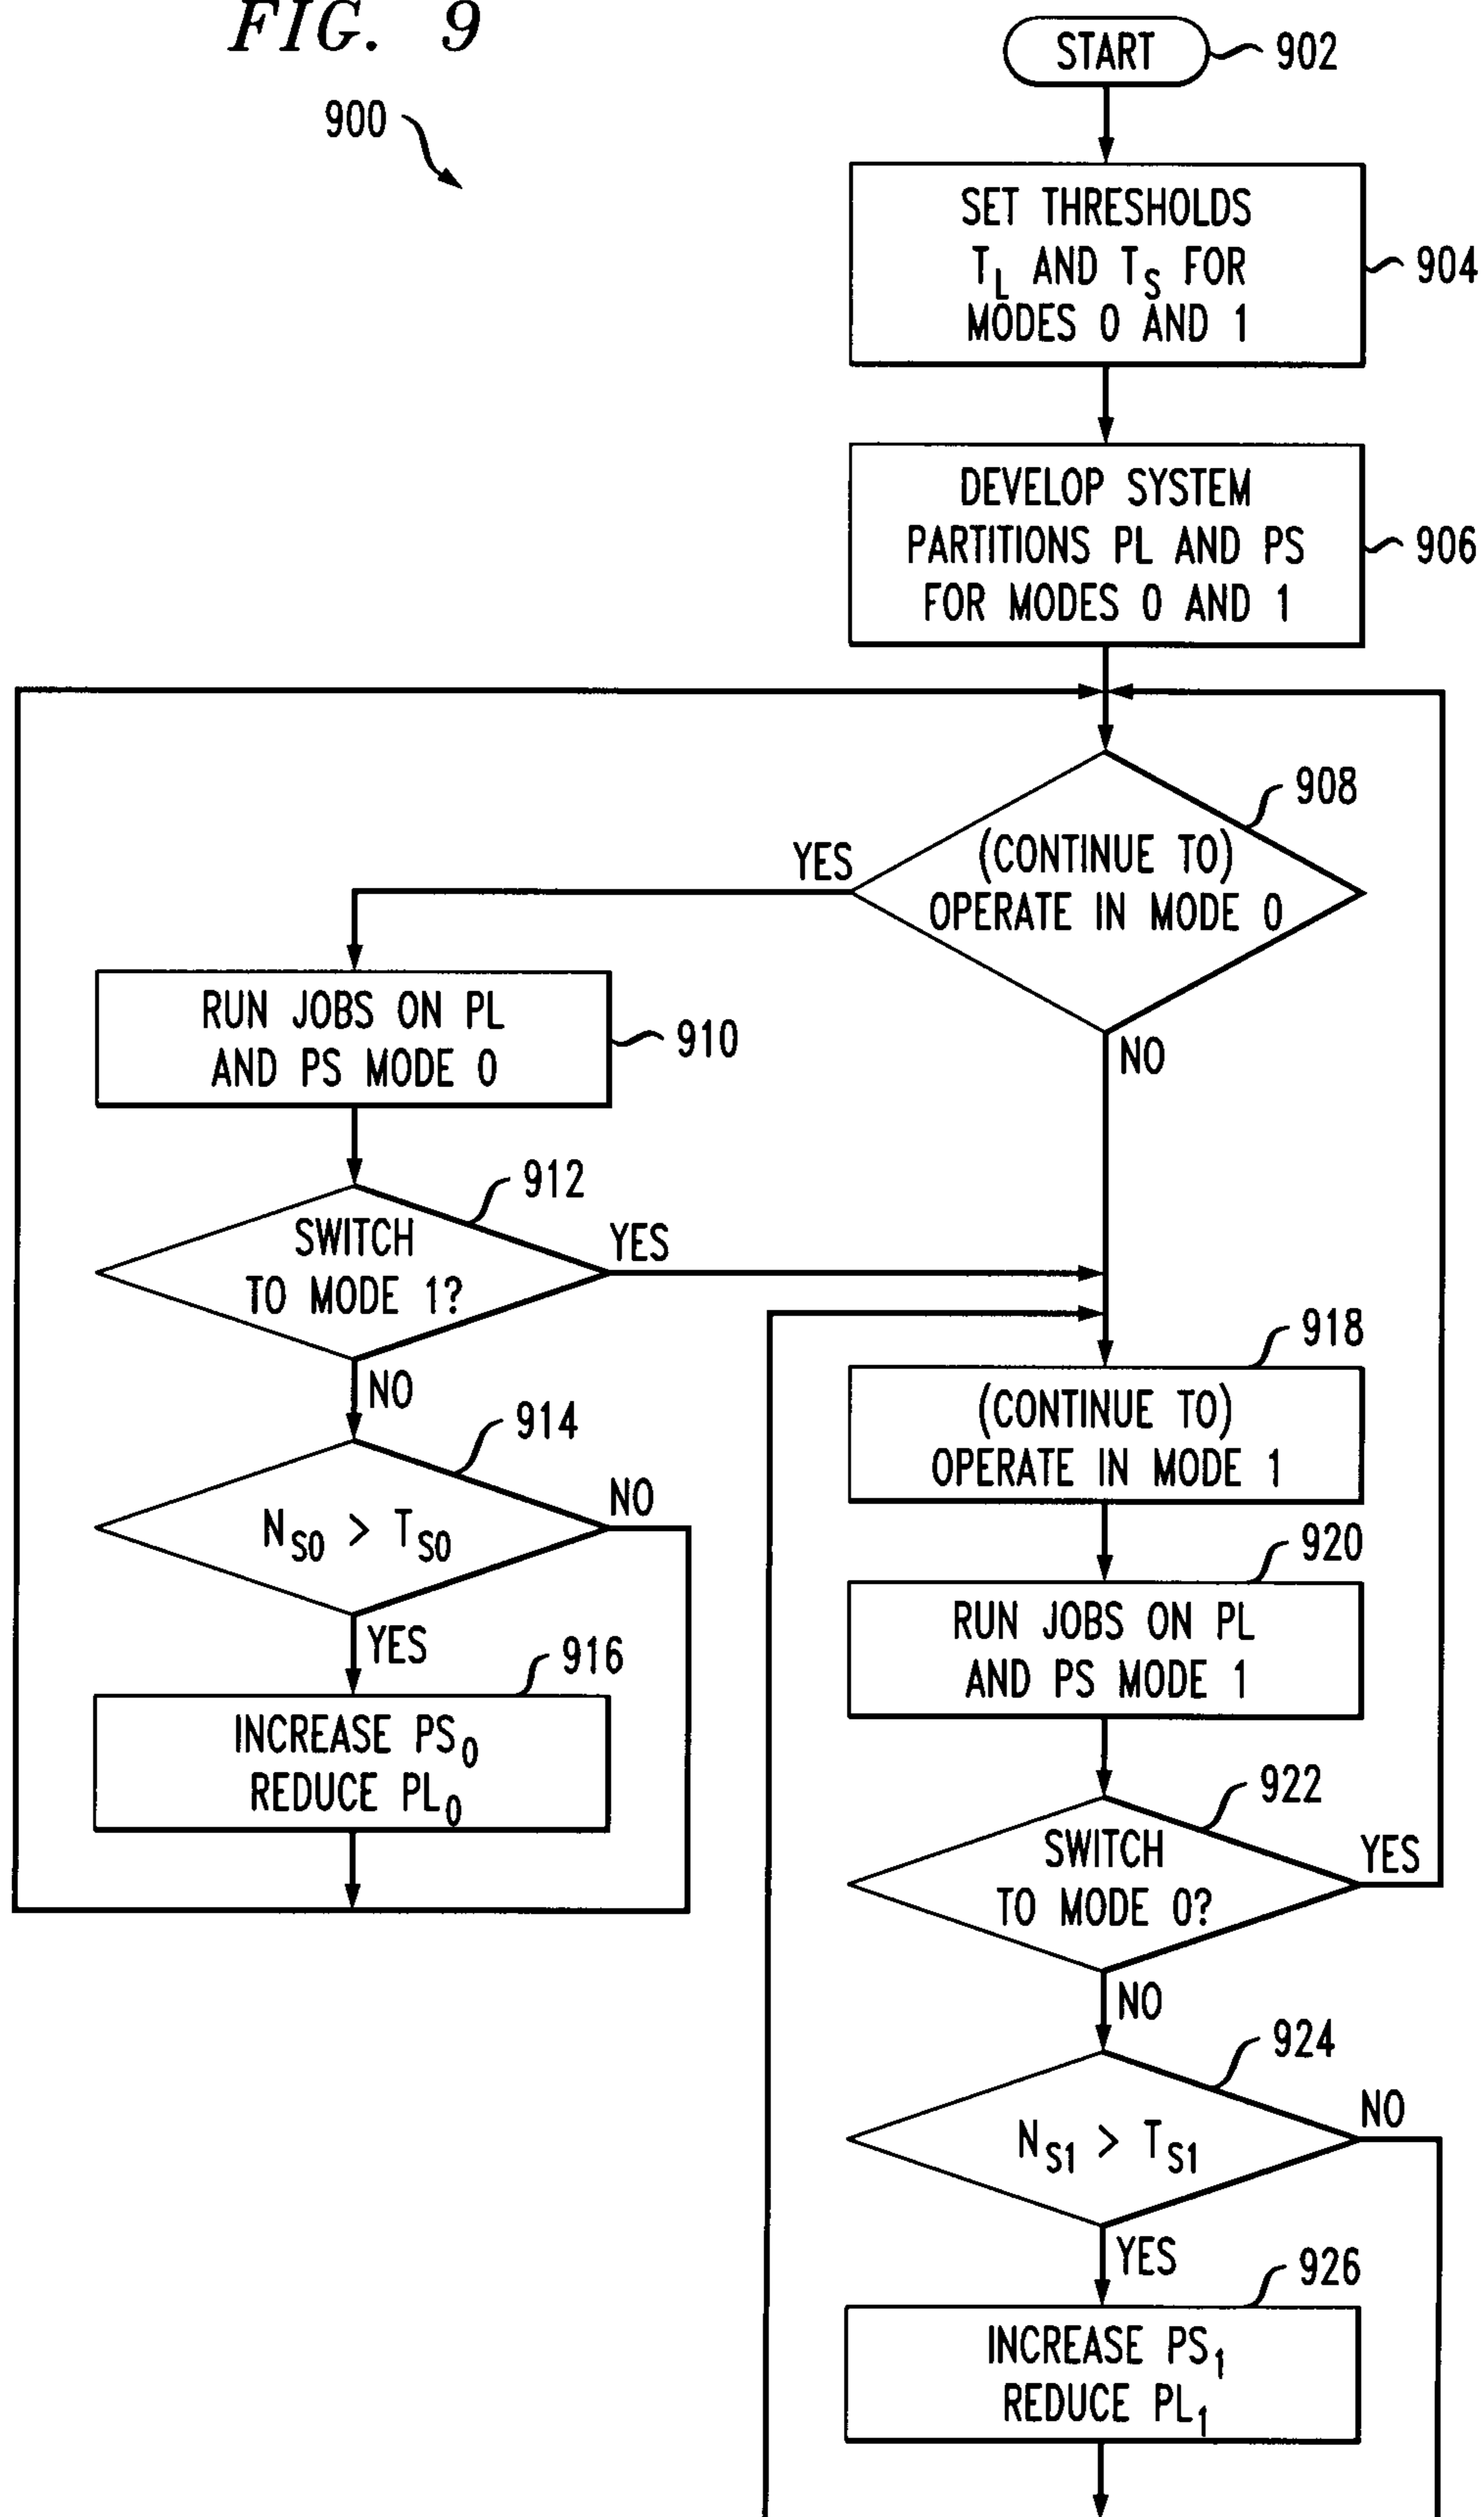 FIG. 9
900
START
902
SET THRESHOLDS
T_L AND T_S FOR
MODES 0 AND 1
904
DEVELOP SYSTEM
PARTITIONS PL AND PS
FOR MODES 0 AND 1
906
908
(CONTINUE TO)
OPERATE IN MODE 0
YES
NO
RUN JOBS ON PL
AND PS MODE 0
910
912
SWITCH
TO MODE 1?
YES
NO
914
N_S0 > T_S0
NO
YES
916
INCREASE PS_0
REDUCE PL_0
918
(CONTINUE TO)
OPERATE IN MODE 1
920
RUN JOBS ON PL
AND PS MODE 1
922
SWITCH
TO MODE 0?
YES
NO
924
N_S1 > T_S1
NO
YES
926
INCREASE PS_1
REDUCE PL_1